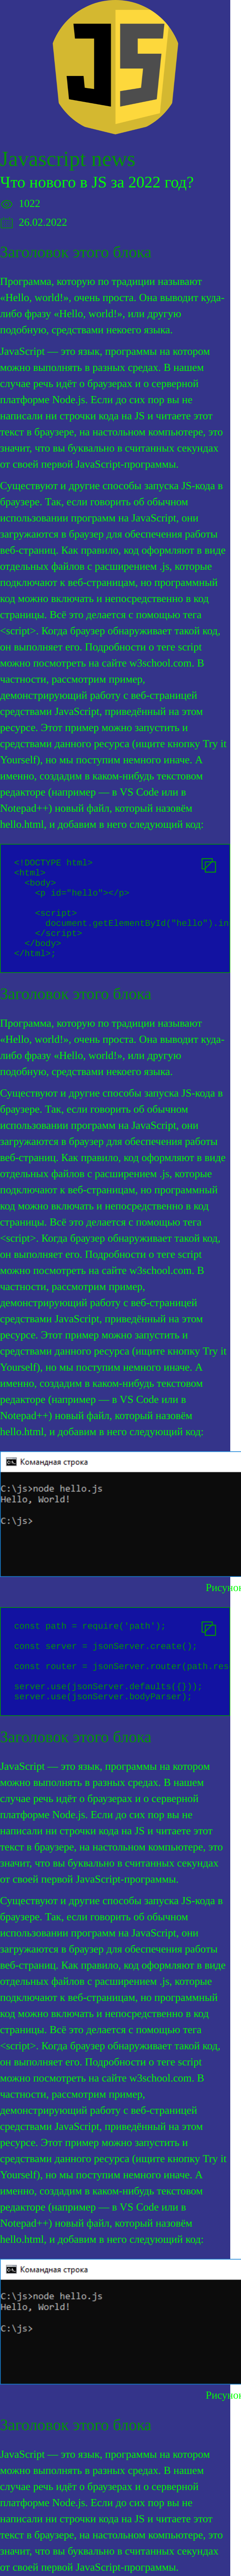 JS
Javascript news
Что нового в JS за 2022 год?
1022
26.02.2022
Заголовок этого блока
Программа, которую по традиции называют
«Hello, world!», очень проста. Она выводит куда-
либо фразу «Hello, world!», или другую
подобную, средствами некоего языка.
JavaScript — это язык, программы на котором
можно выполнять в разных средах. В нашем
случае речь идёт о браузерах и о серверной
платформе Node.js. Если до сих пор вы не
написали ни строчки кода на JS и читаете этот
текст в браузере, на настольном компьютере, это
значит, что вы буквально в считанных секундах
от своей первой JavaScript-программы.
Существуют и другие способы запуска JS-кода в
браузере. Так, если говорить об обычном
использовании программ на JavaScript, они
загружаются в браузер для обеспечения работы
веб-страниц. Как правило, код оформляют в виде
отдельных файлов с расширением .js, которые
подключают к веб-страницам, но программный
код можно включать и непосредственно в код
страницы. Всё это делается с помощью тега
<script>. Когда браузер обнаруживает такой код,
он выполняет его. Подробности о теге script
можно посмотреть на сайте w3school.com. В
частности, рассмотрим пример,
демонстрирующий работу с веб-страницей
средствами JavaScript, приведённый на этом
ресурсе. Этот пример можно запустить и
средствами данного ресурса (ищите кнопку Try it
Yourself), но мы поступим немного иначе. А
именно, создадим в каком-нибудь текстовом
редакторе (например — в VS Code или в
Notepad++) новый файл, который назовём
hello.html, и добавим в него следующий код:
<!DOCTYPE html>
<html>
<body>
<p id="hello"></p>
<script>
document.getElementById("hello").in
</script>
</body>
</html>;
Заголовок этого блока
Программа, которую по традиции называют
«Hello, world!», очень проста. Она выводит куда-
либо фразу «Hello, world!», или другую
подобную, средствами некоего языка.
Существуют и другие способы запуска JS-кода в
браузере. Так, если говорить об обычном
использовании программ на JavaScript, они
загружаются в браузер для обеспечения работы
веб-страниц. Как правило, код оформляют в виде
отдельных файлов с расширением .js, которые
подключают к веб-страницам, но программный
код можно включать и непосредственно в код
страницы. Всё это делается с помощью тега
<script>. Когда браузер обнаруживает такой код,
он выполняет его. Подробности о теге script
можно посмотреть на сайте w3school.com. В
частности, рассмотрим пример,
демонстрирующий работу с веб-страницей
средствами JavaScript, приведённый на этом
ресурсе. Этот пример можно запустить и
средствами данного ресурса (ищите кнопку Try it
Yourself), но мы поступим немного иначе. А
именно, создадим в каком-нибудь текстовом
редакторе (например — в VS Code или в
Notepad++) новый файл, который назовём
hello.html, и добавим в него следующий код:
Командная строка
C:\js>node hello.js
Hello, World!
C:\js>
Рисунок
const path = require('path');
const server = jsonServer.create();
const router = jsonServer.router(path.res
server.use(jsonServer.defaults({}));
server.use(jsonServer.bodyParser);
Заголовок этого блока
JavaScript — это язык, программы на котором
можно выполнять в разных средах. В нашем
случае речь идёт о браузерах и о серверной
платформе Node.js. Если до сих пор вы не
написали ни строчки кода на JS и читаете этот
текст в браузере, на настольном компьютере, это
значит, что вы буквально в считанных секундах
от своей первой JavaScript-программы.
Существуют и другие способы запуска JS-кода в
браузере. Так, если говорить об обычном
использовании программ на JavaScript, они
загружаются в браузер для обеспечения работы
веб-страниц. Как правило, код оформляют в виде
отдельных файлов с расширением .js, которые
подключают к веб-страницам, но программный
код можно включать и непосредственно в код
страницы. Всё это делается с помощью тега
<script>. Когда браузер обнаруживает такой код,
он выполняет его. Подробности о теге script
можно посмотреть на сайте w3school.com. В
частности, рассмотрим пример,
демонстрирующий работу с веб-страницей
средствами JavaScript, приведённый на этом
ресурсе. Этот пример можно запустить и
средствами данного ресурса (ищите кнопку Try it
Yourself), но мы поступим немного иначе. А
именно, создадим в каком-нибудь текстовом
редакторе (например — в VS Code или в
Notepad++) новый файл, который назовём
hello.html, и добавим в него следующий код:
Командная строка
C:\js>node hello.js
Hello, World!
C:\js>
Рисунок
Заголовок этого блока
JavaScript — это язык, программы на котором
можно выполнять в разных средах. В нашем
случае речь идёт о браузерах и о серверной
платформе Node.js. Если до сих пор вы не
написали ни строчки кода на JS и читаете этот
текст в браузере, на настольном компьютере, это
значит, что вы буквально в считанных секундах
от своей первой JavaScript-программы.